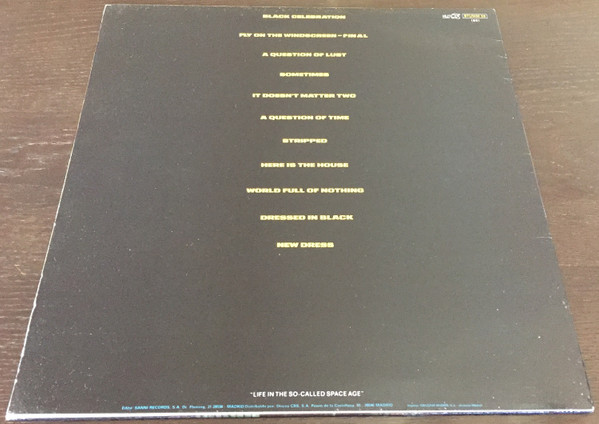 BLACK CELEBRATION
FLY ON THE WINDSCREEN – FINAL
A QUESTION OF LUST
SOMETIMES
IT DOESN'T MATTER TWO
A QUESTION OF TIME
STRIPPED
HERE IS THE HOUSE
WORLD FULL OF NOTHING
DRESSED IN BLACK
NEW DRESS
"LIFE IN THE SO-CALLED SPACE AGE"